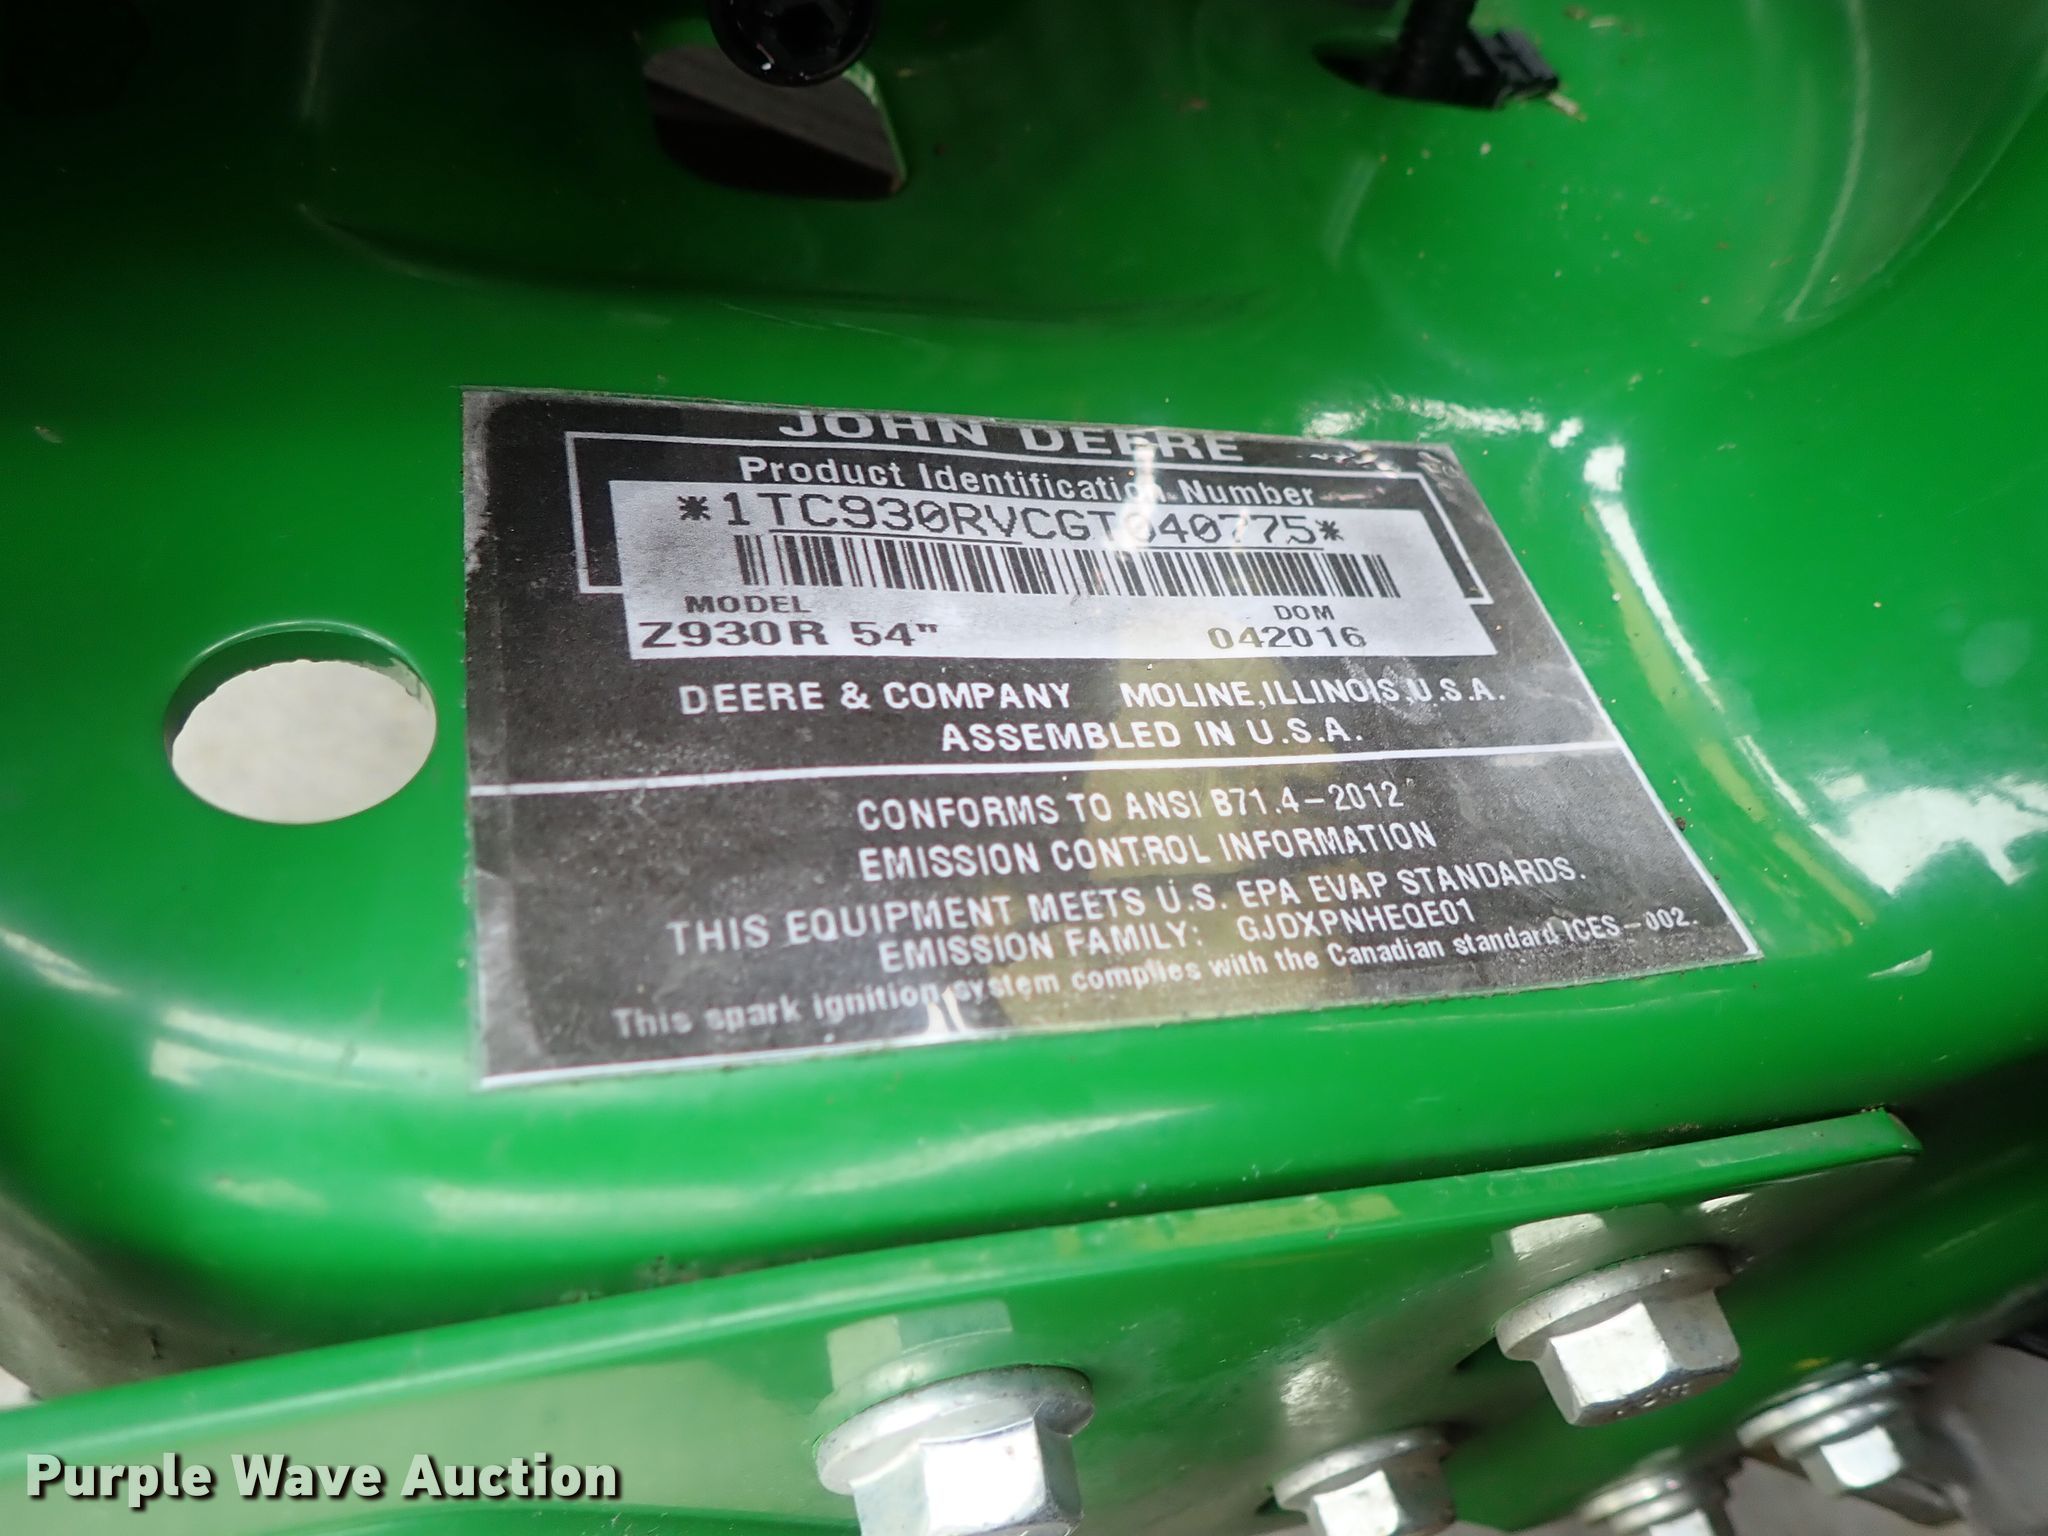 JOHN DEERE
Product Identification Number
*1TC930RVCGT040775*
MODEL DOM
Z930R 54" 042016
DEERE & COMPANY MOLINE, ILLINOIS, U.S.A.
ASSEMBLED IN U.S.A.
CONFORMS TO ANSI B71.4-2012
EMISSION CONTROL INFORMATION
THIS EQUIPMENT MEETS U.S. EPA EVAP STANDARDS.
EMISSION FAMILY: GJDXPNHEQE01
This spark ignition system complies with the Canadian standard ICES-002.
Purple Wave Auction